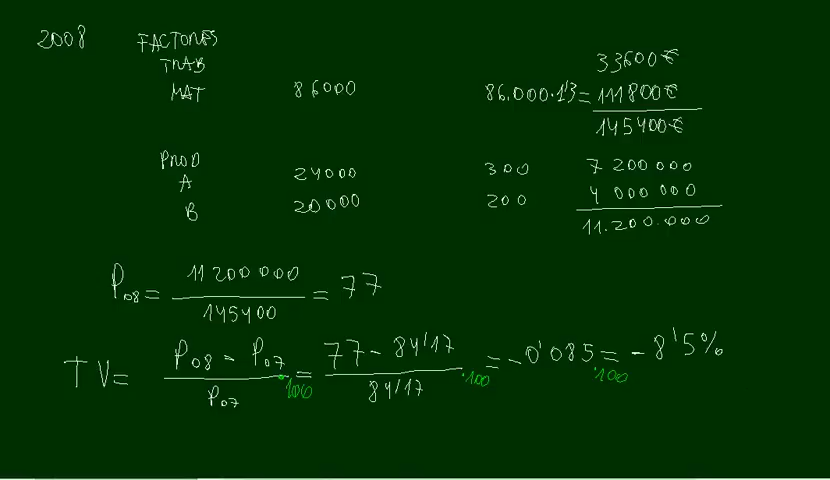 2008 FACTORES
TRAB 33600€
MAT 86000 86.000·1'3=111800€
145400€
PROD
A 24000 300 7 200 000
B 20000 200 4 000 000
11.200.000
P08 = 11 200 000 / 145400 = 77
TV = P08 - P07 / P07 ·100 = 77 - 84'17 / 84'17 ·100 = -0'085 ·100 = -8'5%